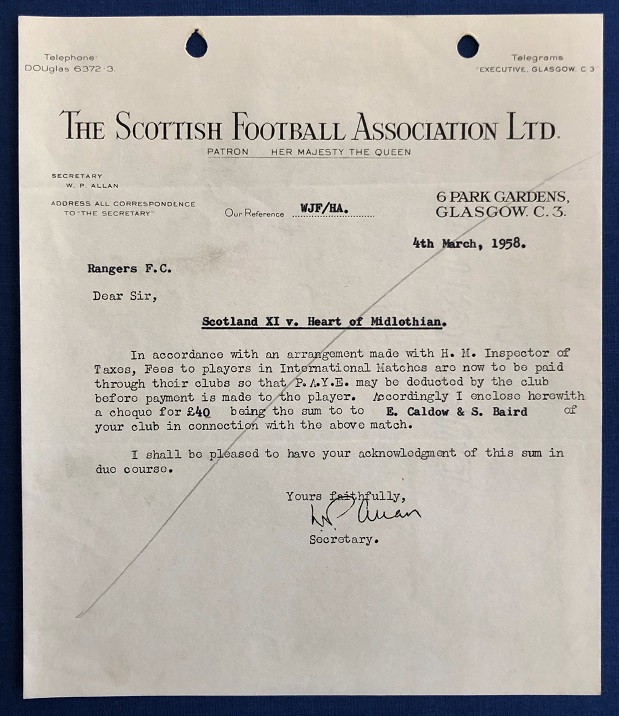 Telephone
DOUglas 6372-3.
Telegrams
"EXECUTIVE, GLASGOW. C 3"
THE SCOTTISH FOOTBALL ASSOCIATION LTD.
PATRON HER MAJESTY THE QUEEN
SECRETARY
W. P. ALLAN
ADDRESS ALL CORRESPONDENCE
TO "THE SECRETARY"
Our Reference WJF/HA.
6 PARK GARDENS,
GLASGOW. C. 3.
4th March, 1958.
Rangers F.C.
Dear Sir,
Scotland XI v. Heart of Midlothian.
In accordance with an arrangement made with H. M. Inspector of
Taxes, Fees to players in International Matches are now to be paid
through their clubs so that P.A.Y.E. may be deducted by the club
before payment is made to the player. Accordingly I enclose herewith
a cheque for £40 being the sum to to E. Caldow & S. Baird of
your club in connection with the above match.
I shall be pleased to have your acknowledgment of this sum in
due course.
Yours faithfully,
W P Allan
Secretary.